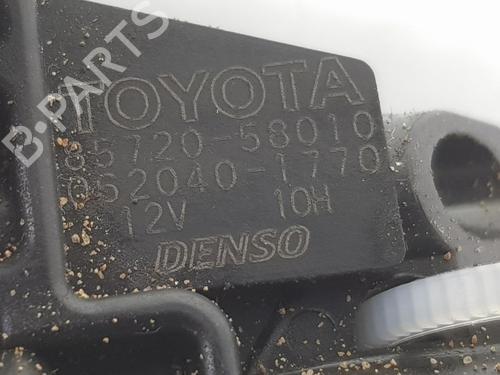 TOYOTA
85720-58010
062040-1770
12V 10H
DENSO
B-PARTS